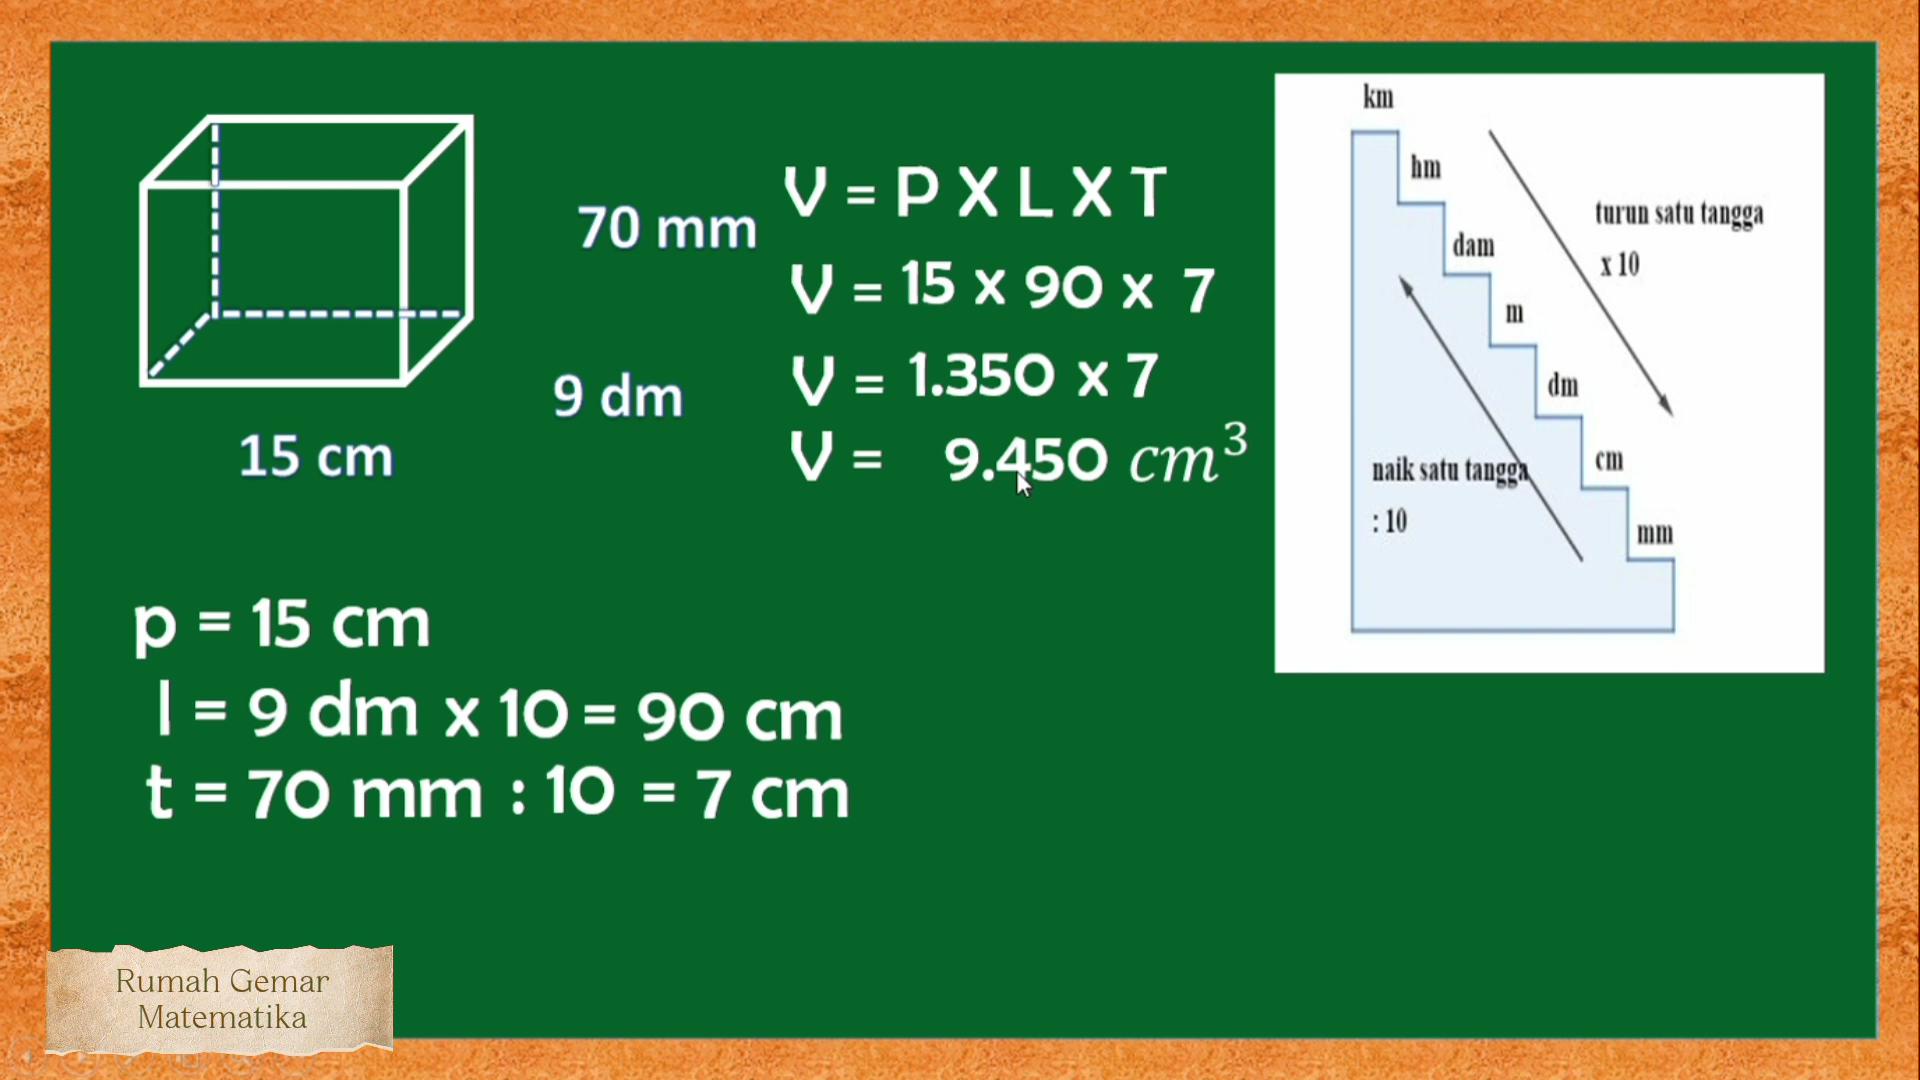 70 mm
9 dm
15 cm
V = P X L X T
V = 15 x 90 x 7
V = 1.350 x 7
V = 9.450 cm³
p = 15 cm
l = 9 dm x 10 = 90 cm
t = 70 mm : 10 = 7 cm
km
hm
dam
m
dm
cm
mm
turun satu tangga
x 10
naik satu tangga
: 10
Rumah Gemar
Matematika